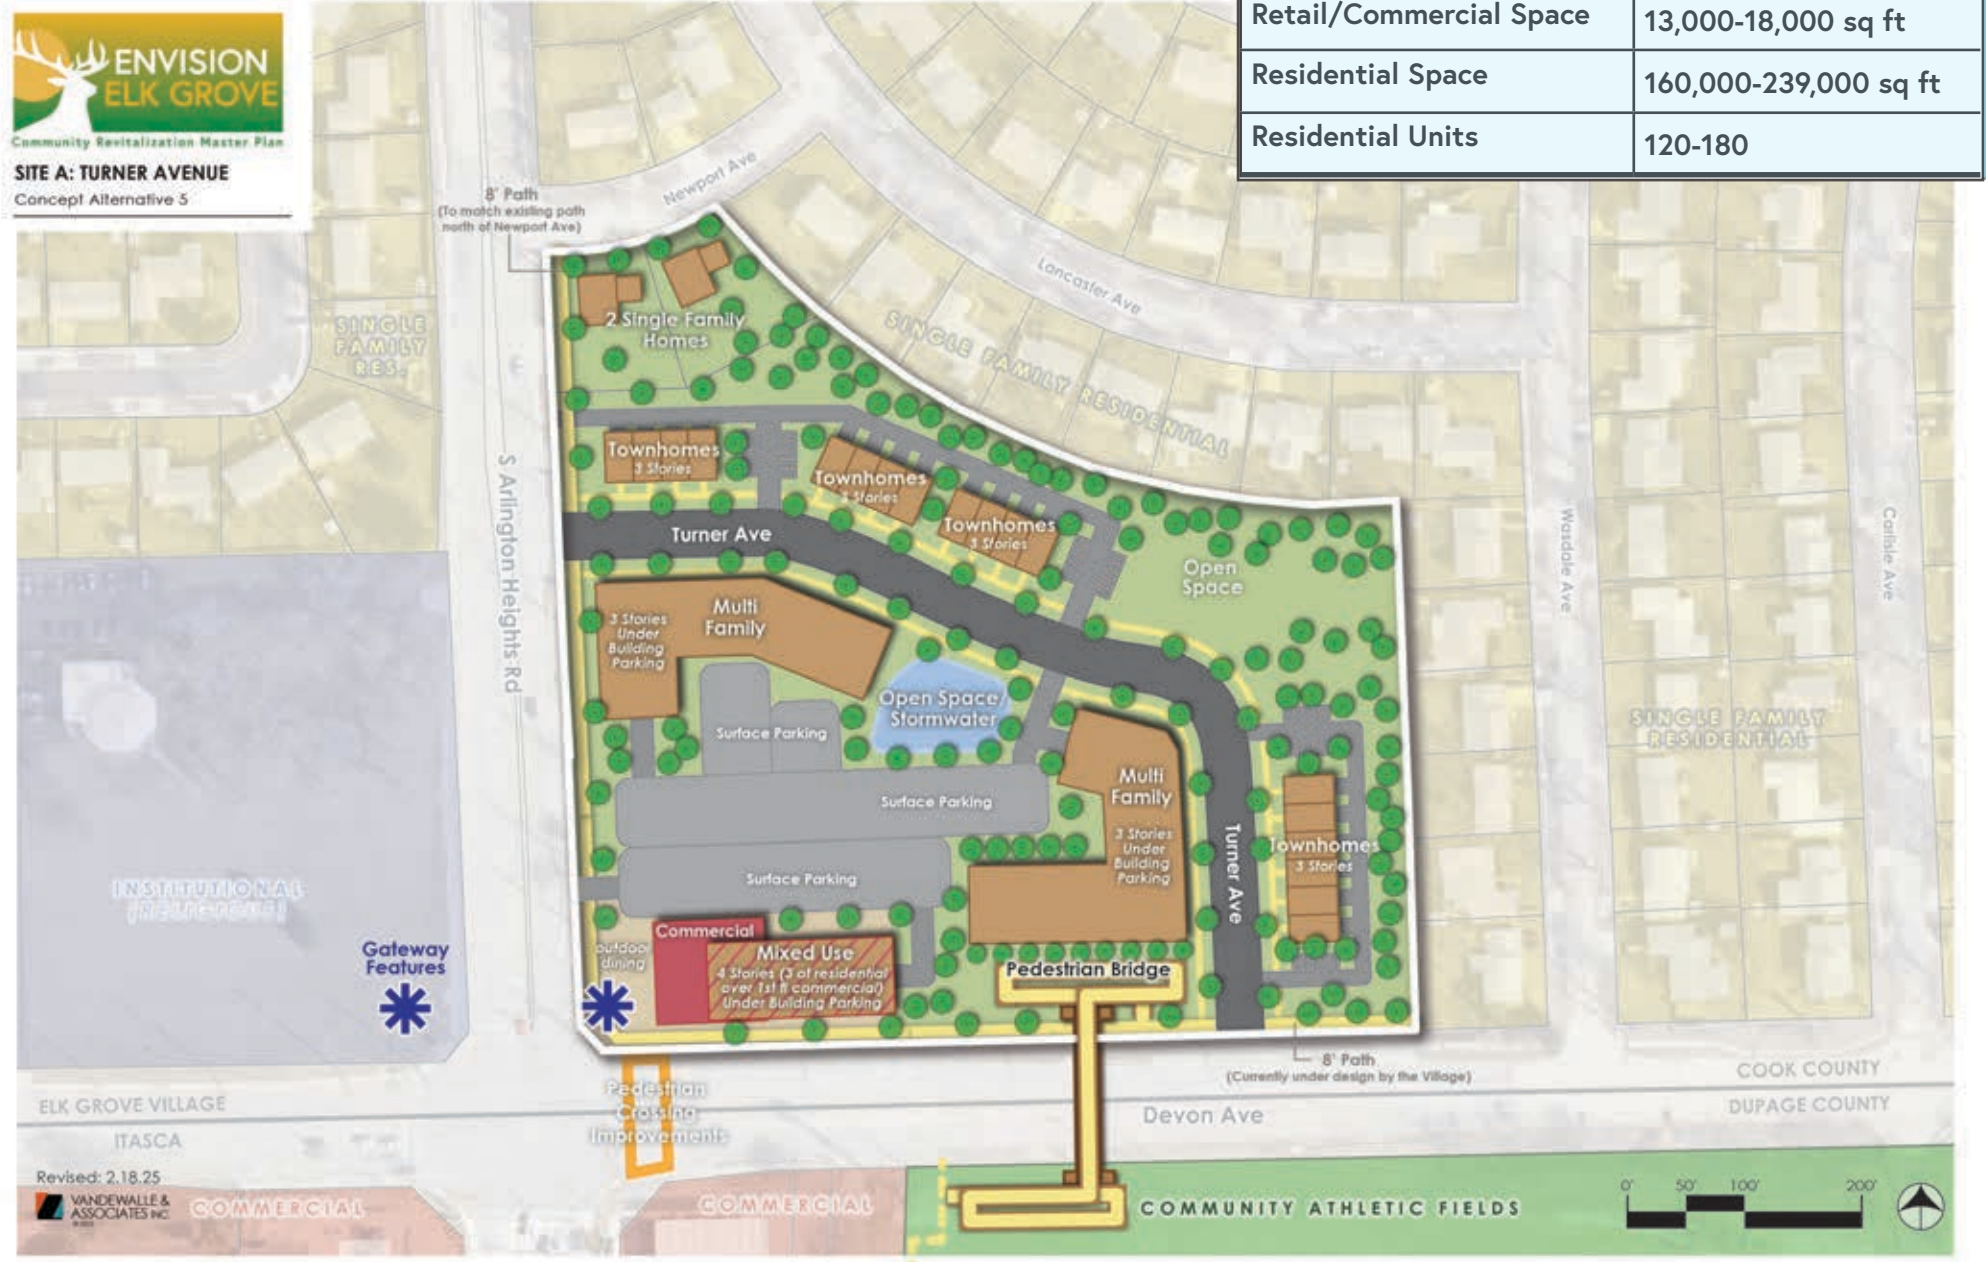 Retail/Commercial Space 13,000-18,000 sq ft
Residential Space 160,000-239,000 sq ft
Residential Units 120-180
ENVISION
ELK GROVE
Community Revitalization Master Plan
SITE A: TURNER AVENUE
Concept Alternative 5
8' Path
(To match existing path
north of Newport Ave)
Newport Ave
Lancaster Ave
SINGLE FAMILY RESIDENTIAL
SINGLE
FAMILY
RES.
2 Single Family
Homes
S Arlington Heights Rd
Townhomes
3 Stories
Townhomes
3 Stories
Townhomes
3 Stories
Turner Ave
Open
Space
Wasdale Ave
Carlisle Ave
Multi
Family
3 Stories
Under
Building
Parking
Open Space/
Stormwater
Surface Parking
Surface Parking
Surface Parking
Multi
Family
3 Stories
Under
Building
Parking
Turner Ave
Townhomes
3 Stories
SINGLE FAMILY
RESIDENTIAL
INSTITUTIONAL
(RELIGIOUS)
Gateway
Features
outdoor
dining
Commercial
Mixed Use
4 Stories (3 of residential
over 1st fl commercial)
Under Building Parking
Pedestrian Bridge
8' Path
(Currently under design by the Village)
Pedestrian
Crossing
Improvements
Devon Ave
COOK COUNTY
DUPAGE COUNTY
ELK GROVE VILLAGE
ITASCA
Revised: 2.18.25
VANDEWALLE &
ASSOCIATES INC.
COMMERCIAL
COMMERCIAL
COMMUNITY ATHLETIC FIELDS
0' 50' 100' 200'